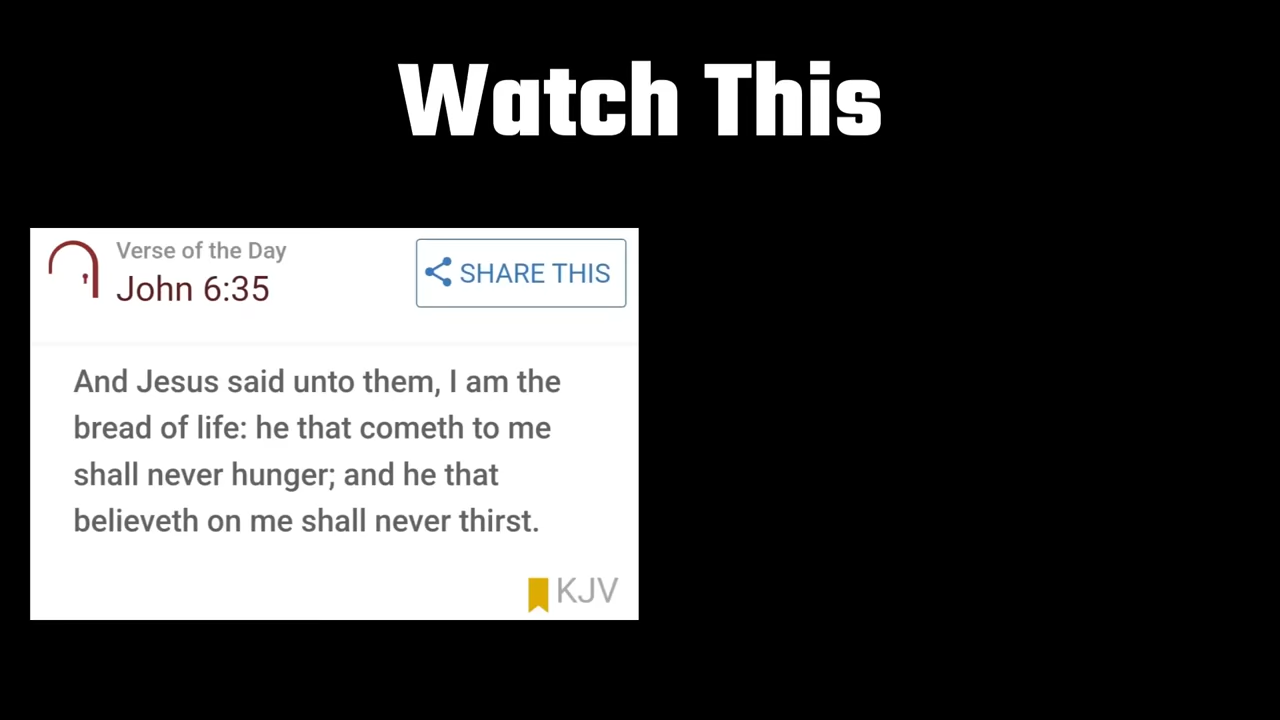 Watch This
Verse of the Day
John 6:35
SHARE THIS
And Jesus said unto them, I am the
bread of life: he that cometh to me
shall never hunger; and he that
believeth on me shall never thirst.
KJV